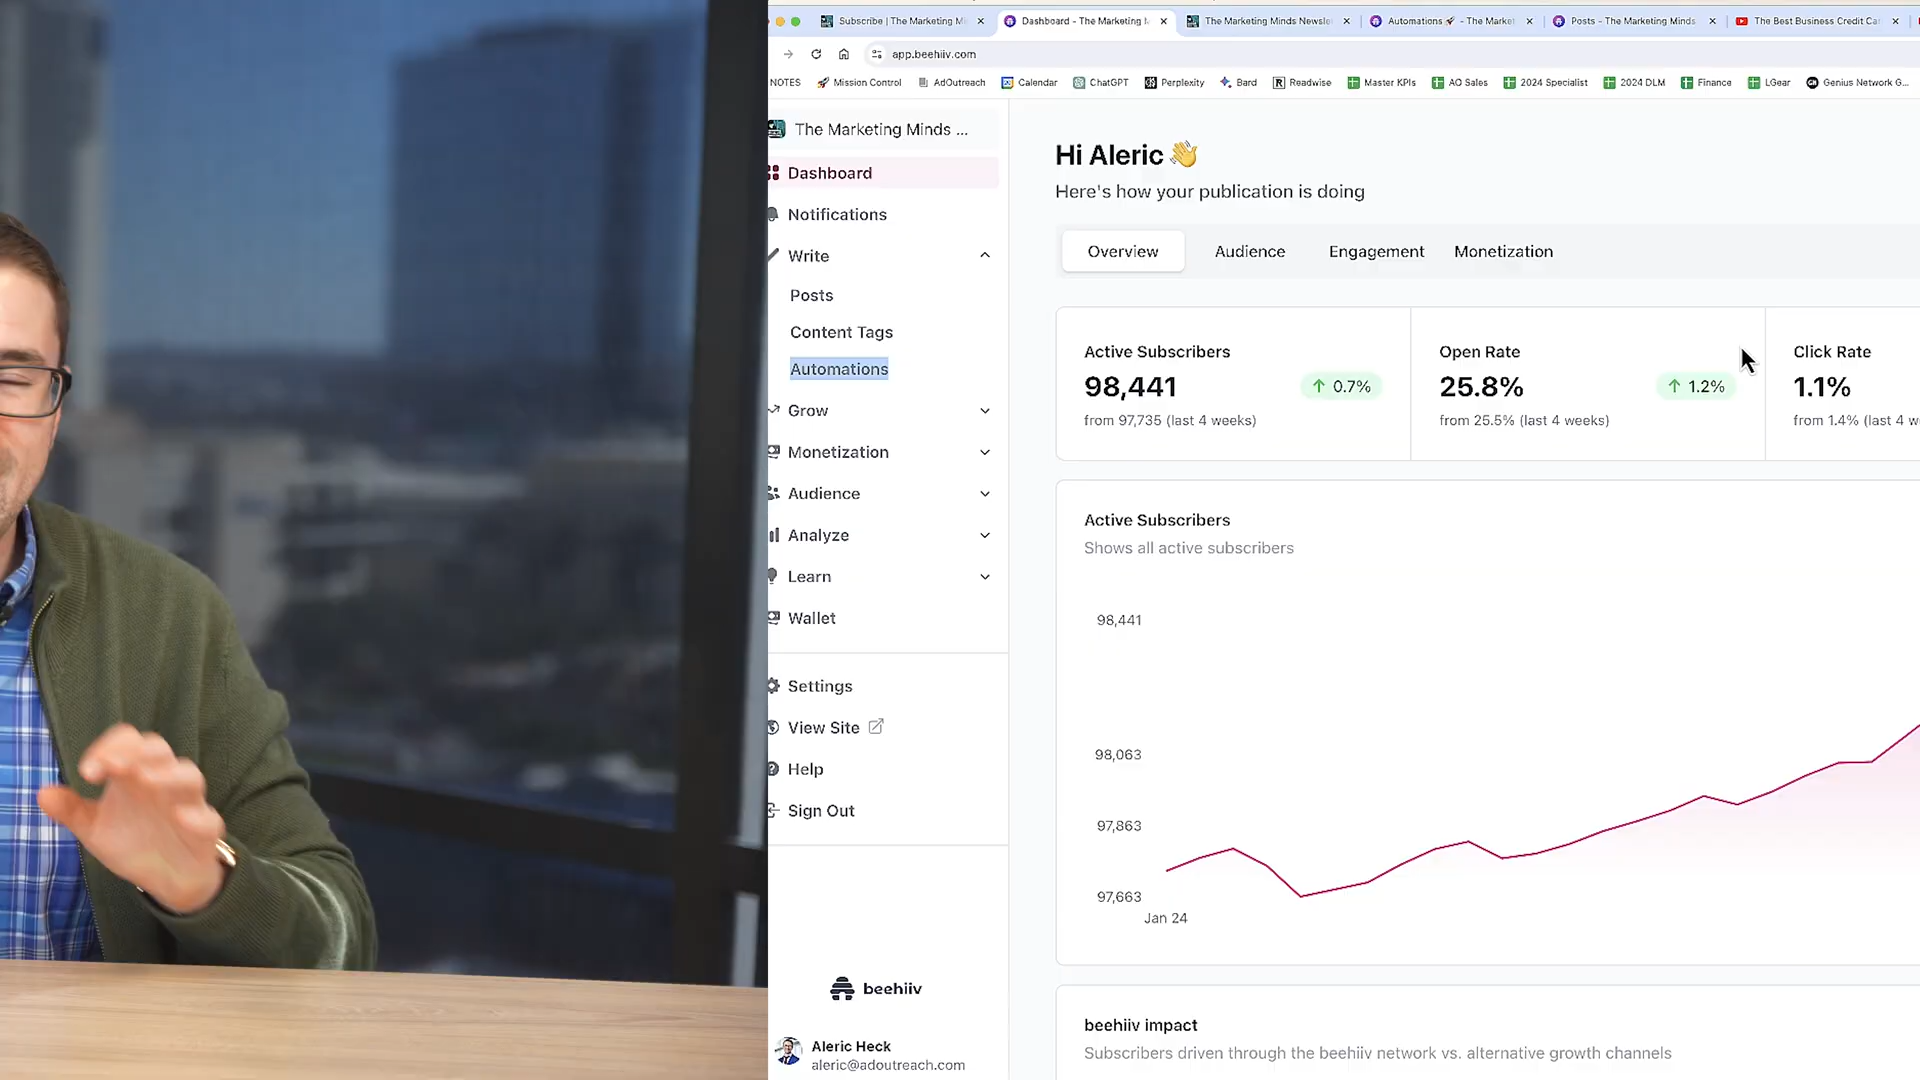 Subscribe | The Marketing Mi
Dashboard - The Marketing M
The Marketing Minds Newsle
Automations 🚀 - The Market
Posts - The Marketing Minds
The Best Business Credit Ca
app.beehiiv.com
NOTES
Mission Control
AdOutreach
Calendar
ChatGPT
Perplexity
Bard
Readwise
Master KPIs
AO Sales
2024 Specialist
2024 DLM
Finance
LGear
Genius Network G...
The Marketing Minds ...
Dashboard
Notifications
Write
Posts
Content Tags
Automations
Grow
Monetization
Audience
Analyze
Learn
Wallet
Settings
View Site
Help
Sign Out
beehiiv
Aleric Heck
aleric@adoutreach.com
Hi Aleric 👋
Here's how your publication is doing
Overview
Audience
Engagement
Monetization
Active Subscribers
98,441
↑ 0.7%
from 97,735 (last 4 weeks)
Open Rate
25.8%
↑ 1.2%
from 25.5% (last 4 weeks)
Click Rate
1.1%
from 1.4% (last 4 w
Active Subscribers
Shows all active subscribers
98,441
98,063
97,863
97,663
Jan 24
beehiiv impact
Subscribers driven through the beehiiv network vs. alternative growth channels